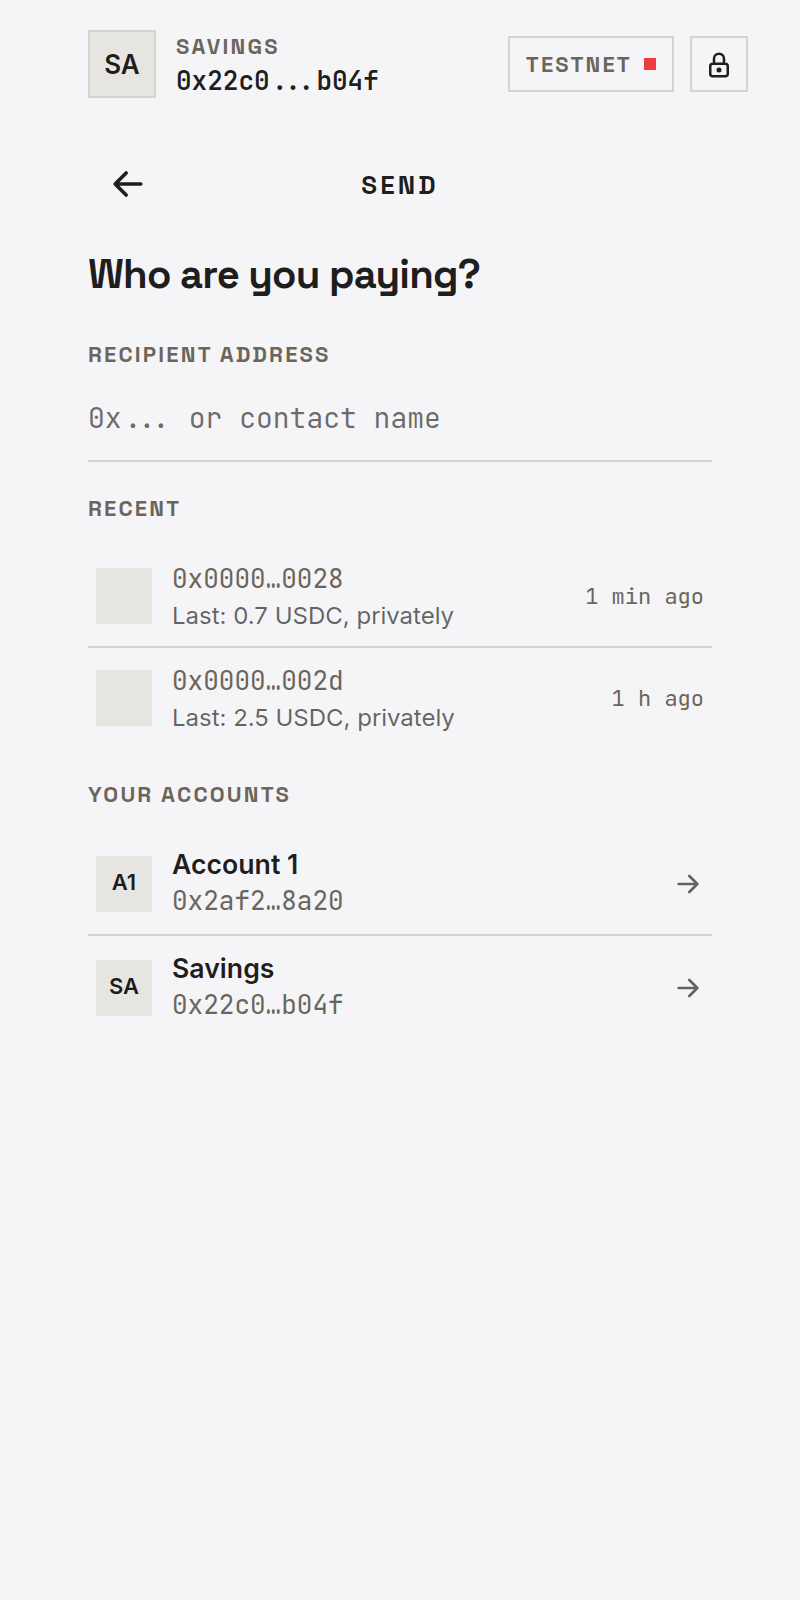 SA
SAVINGS
0x22c0...b04f
TESTNET
SEND
Who are you paying?
RECIPIENT ADDRESS
0x... or contact name
RECENT
0x0000…0028
Last: 0.7 USDC, privately
1 min ago
0x0000…002d
Last: 2.5 USDC, privately
1 h ago
YOUR ACCOUNTS
A1
Account 1
0x2af2…8a20
SA
Savings
0x22c0…b04f